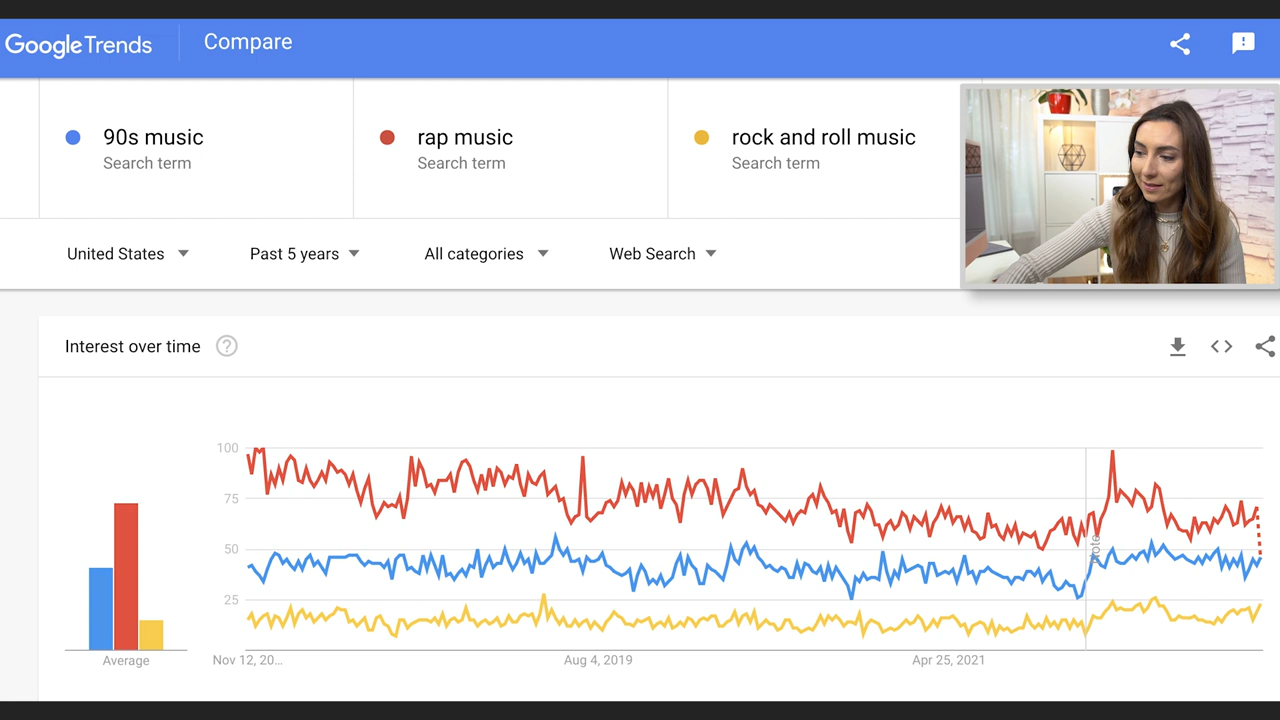 Google Trends Compare
90s music
Search term
rap music
Search term
rock and roll music
Search term
United States
Past 5 years
All categories
Web Search
Interest over time
?
100
75
50
25
Note
Average
Nov 12, 20...
Aug 4, 2019
Apr 25, 2021